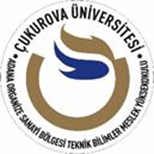 ÇUKUROVA ÜNİVERSİTESİ
ADANA ORGANİZE SANAYİ BÖLGESİ TEKNİK BİLİMLER MESLEK YÜKSEKOKULU